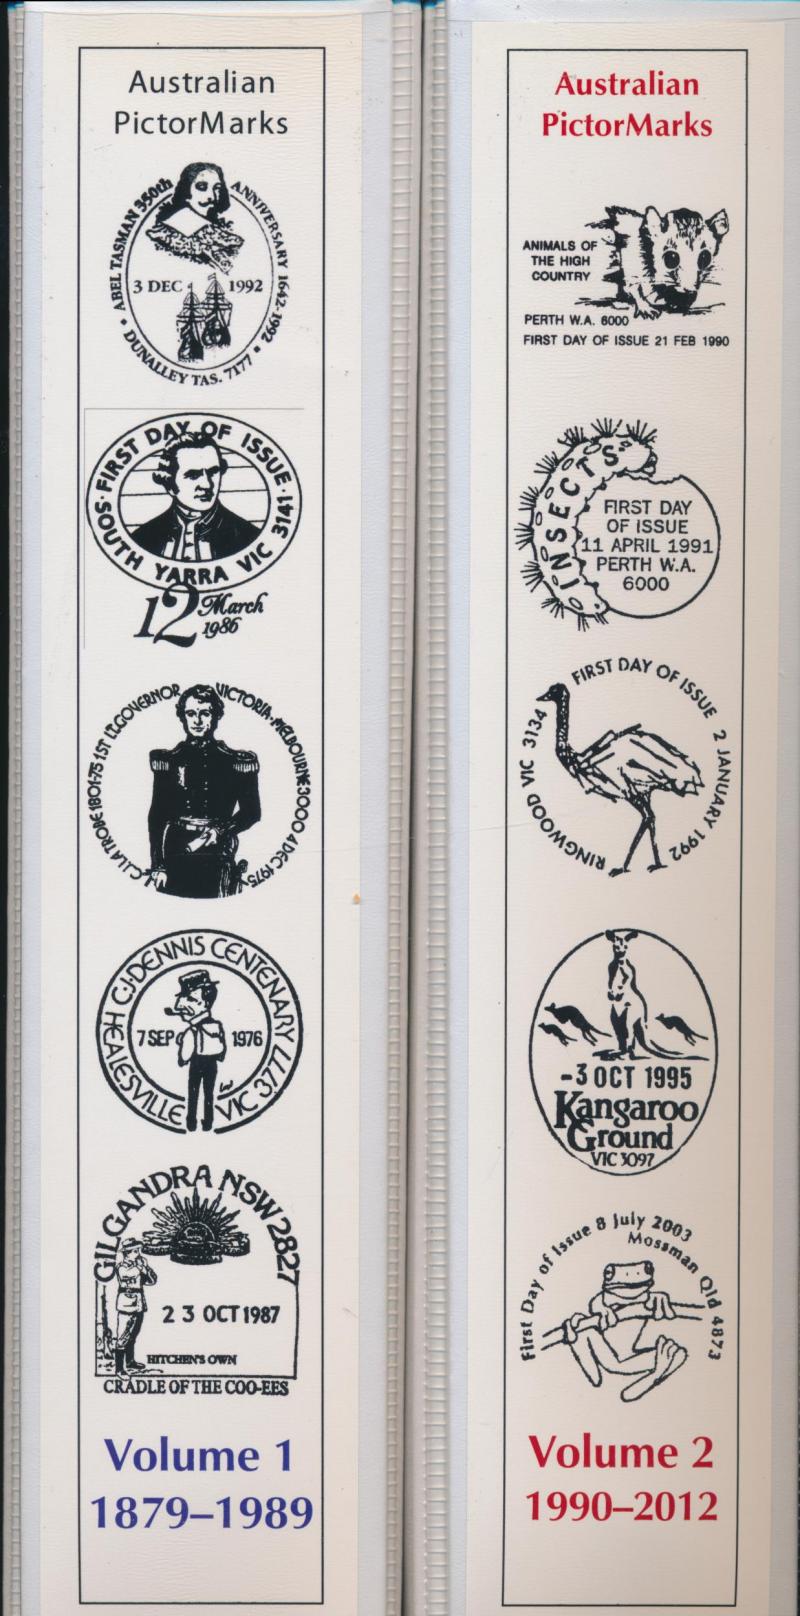 Australian
PictorMarks
ABEL TASMAN 350th ANNIVERSARY 1642-1992
3 DEC 1992
• DUNALLEY TAS. 7177 •
• FIRST DAY OF ISSUE •
SOUTH YARRA VIC 3141
12 March
1986
C.J.LA TROBE 1801-75 1ST LT.GOVERNOR VICTORIA, MELBOURNE 3000 4 DEC 1975
C·J·DENNIS CENTENARY
7 SEP 1976
HEALESVILLE VIC 3777
GILGANDRA NSW 2827
23 OCT 1987
HITCHEN'S OWN
CRADLE OF THE COO-EES
Volume 1
1879–1989
Australian
PictorMarks
ANIMALS OF
THE HIGH
COUNTRY
PERTH W.A. 6000
FIRST DAY OF ISSUE 21 FEB 1990
INSECTS
FIRST DAY
OF ISSUE
11 APRIL 1991
PERTH W.A.
6000
FIRST DAY OF ISSUE 2 JANUARY 1992
RINGWOOD VIC 3134
-3 OCT 1995
Kangaroo
Ground
VIC 3097
First Day of Issue 8 July 2003
Mossman Qld 4873
Volume 2
1990–2012